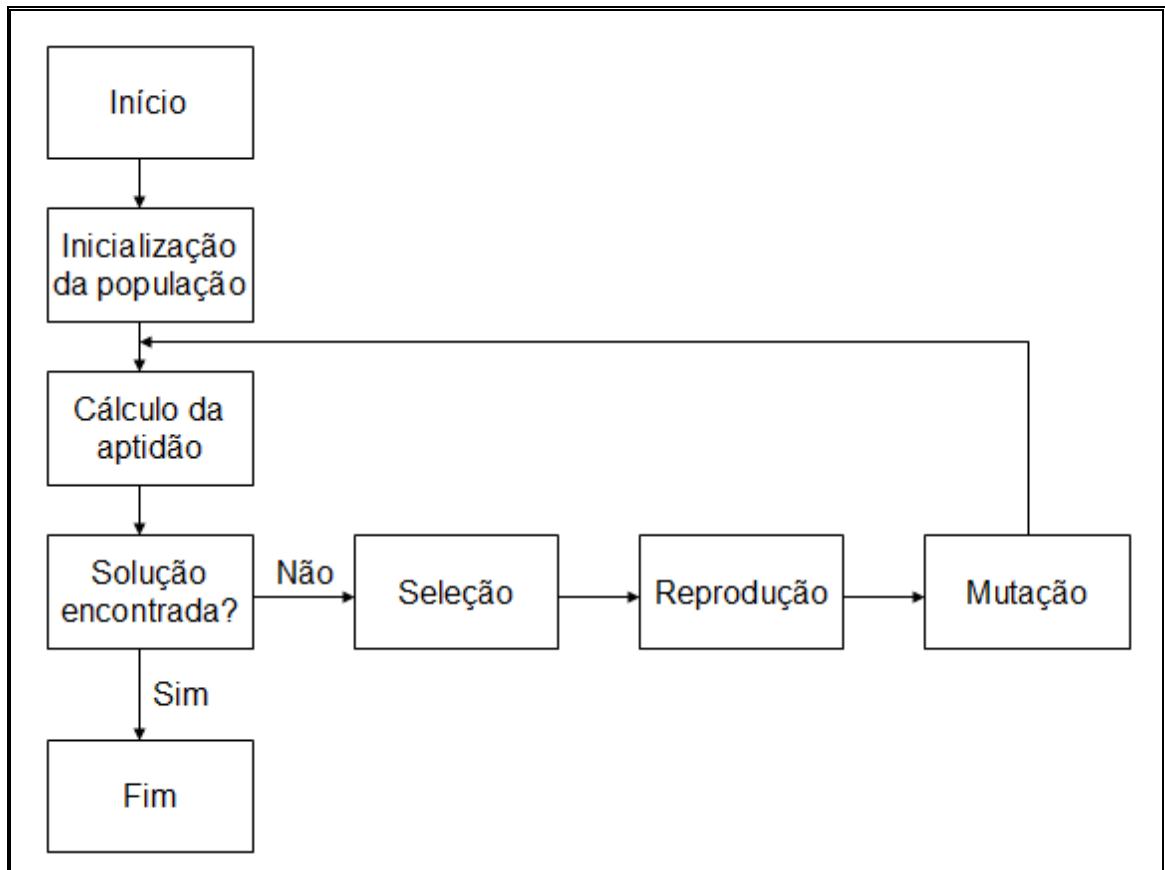 Início
Inicialização
da população
Cálculo da
aptidão
Solução
encontrada?
Não
Seleção
Reprodução
Mutação
Sim
Fim